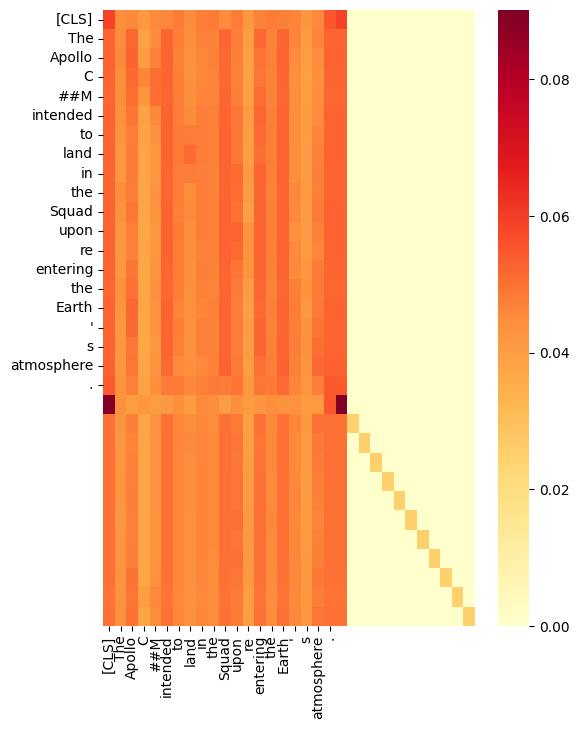 [CLS]
The
Apollo
C
##M
intended
to
land
in
the
Squad
upon
re
entering
the
Earth
'
s
atmosphere
.
[CLS]
The
Apollo
C
##M
intended
to
land
in
the
Squad
upon
re
entering
the
Earth
'
s
atmosphere
.
0.08
0.06
0.04
0.02
0.00